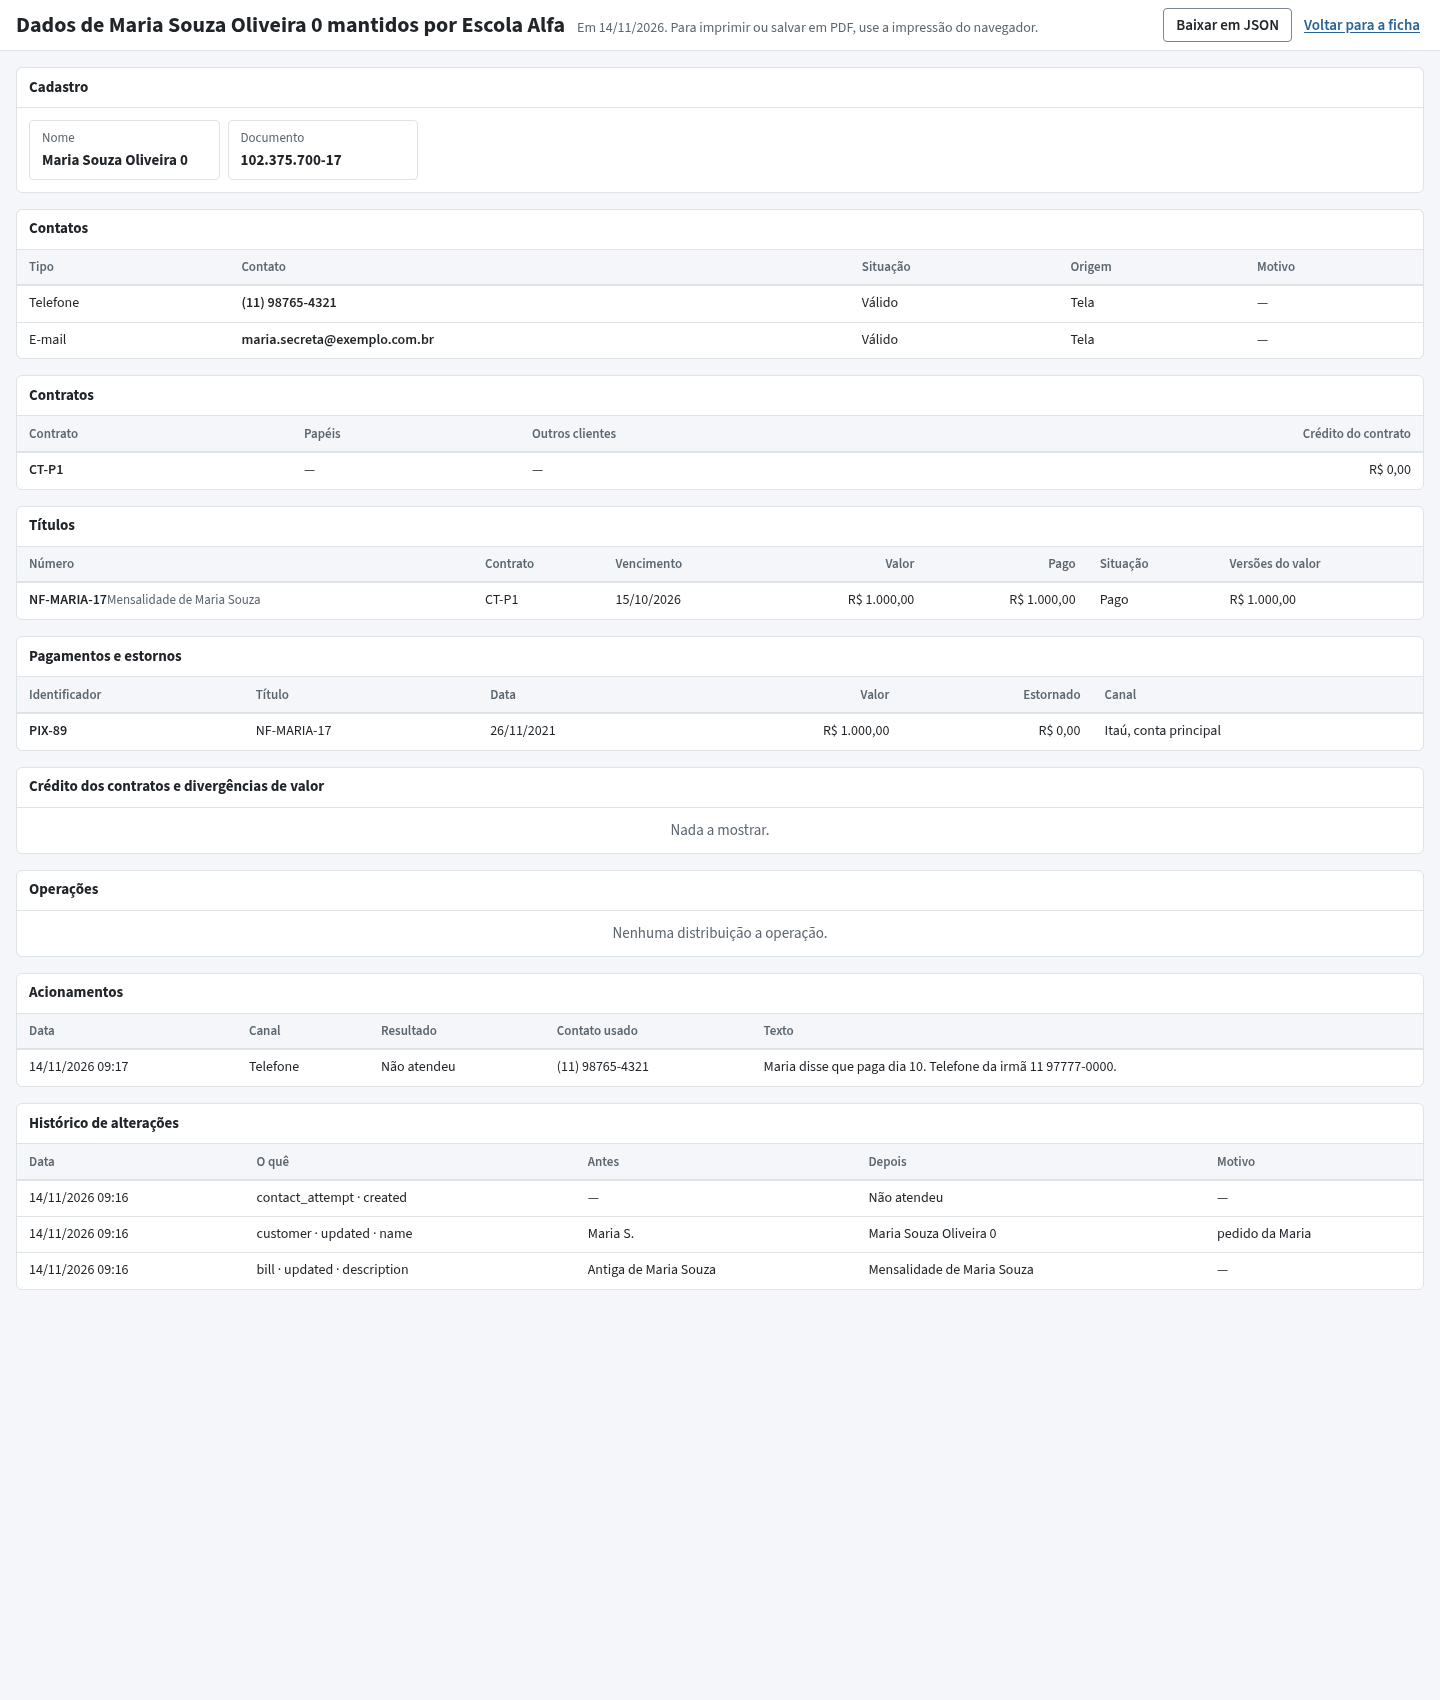 Dados de Maria Souza Oliveira 0 mantidos por Escola Alfa Em 14/11/2026. Para imprimir ou salvar em PDF, use a impressão do navegador. Baixar em JSON Voltar para a ficha
Cadastro
Nome Documento
Maria Souza Oliveira 0 102.375.700-17
Contatos
Tipo Contato Situação Origem Motivo
Telefone (11) 98765-4321 Válido Tela —
E-mail maria.secreta@exemplo.com.br Válido Tela —
Contratos
Contrato Papéis Outros clientes Crédito do contrato
CT-P1 — — R$ 0,00
Títulos
Número Contrato Vencimento Valor Pago Situação Versões do valor
NF-MARIA-17Mensalidade de Maria Souza CT-P1 15/10/2026 R$ 1.000,00 R$ 1.000,00 Pago R$ 1.000,00
Pagamentos e estornos
Identificador Título Data Valor Estornado Canal
PIX-89 NF-MARIA-17 26/11/2021 R$ 1.000,00 R$ 0,00 Itaú, conta principal
Crédito dos contratos e divergências de valor
Nada a mostrar.
Operações
Nenhuma distribuição a operação.
Acionamentos
Data Canal Resultado Contato usado Texto
14/11/2026 09:17 Telefone Não atendeu (11) 98765-4321 Maria disse que paga dia 10. Telefone da irmã 11 97777-0000.
Histórico de alterações
Data O quê Antes Depois Motivo
14/11/2026 09:16 contact_attempt · created — Não atendeu —
14/11/2026 09:16 customer · updated · name Maria S. Maria Souza Oliveira 0 pedido da Maria
14/11/2026 09:16 bill · updated · description Antiga de Maria Souza Mensalidade de Maria Souza —